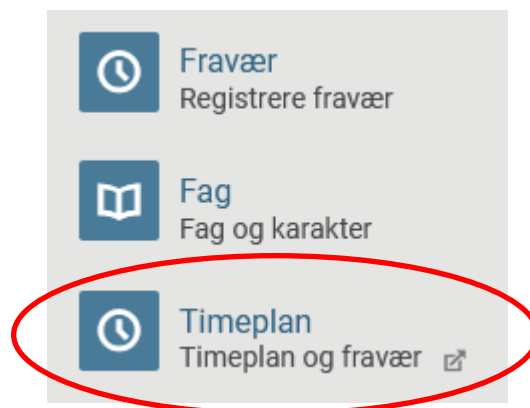 Fravær
Registrere fravær
Fag
Fag og karakter
Timeplan
Timeplan og fravær